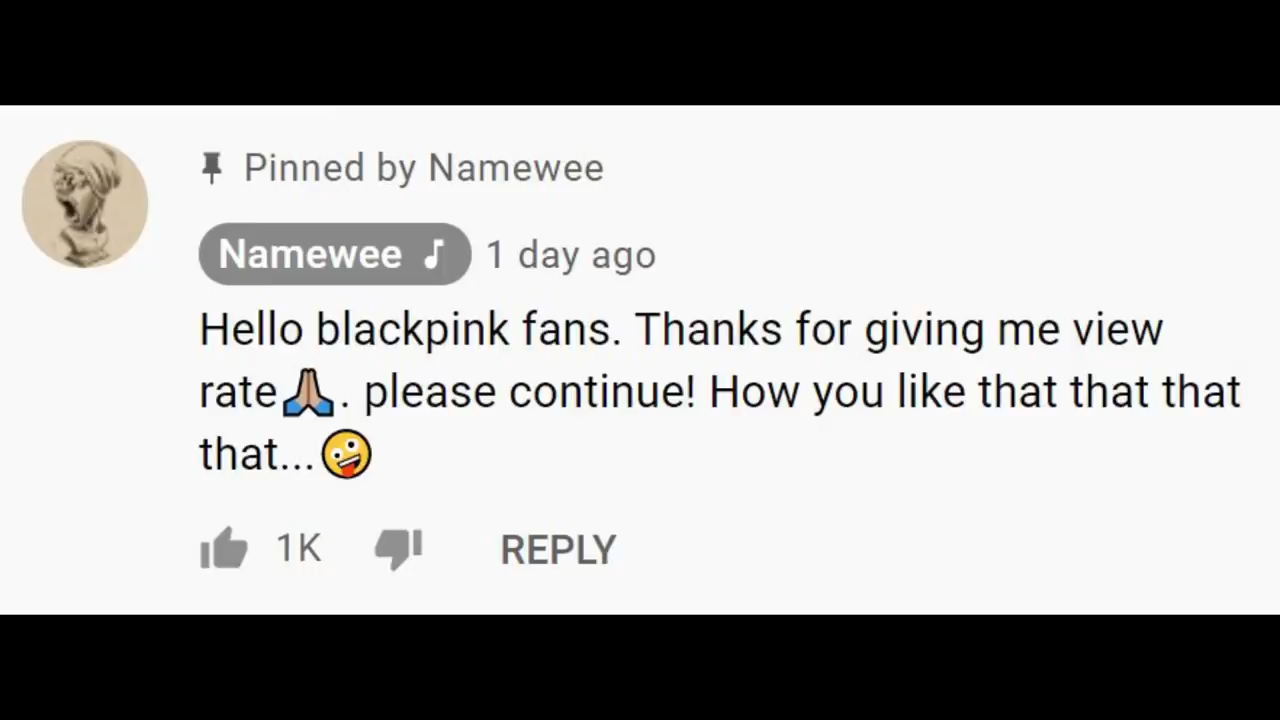 Pinned by Namewee
Namewee ♪ 1 day ago
Hello blackpink fans. Thanks for giving me view
rate🙏🏼. please continue! How you like that that that
that...🤪
1K REPLY